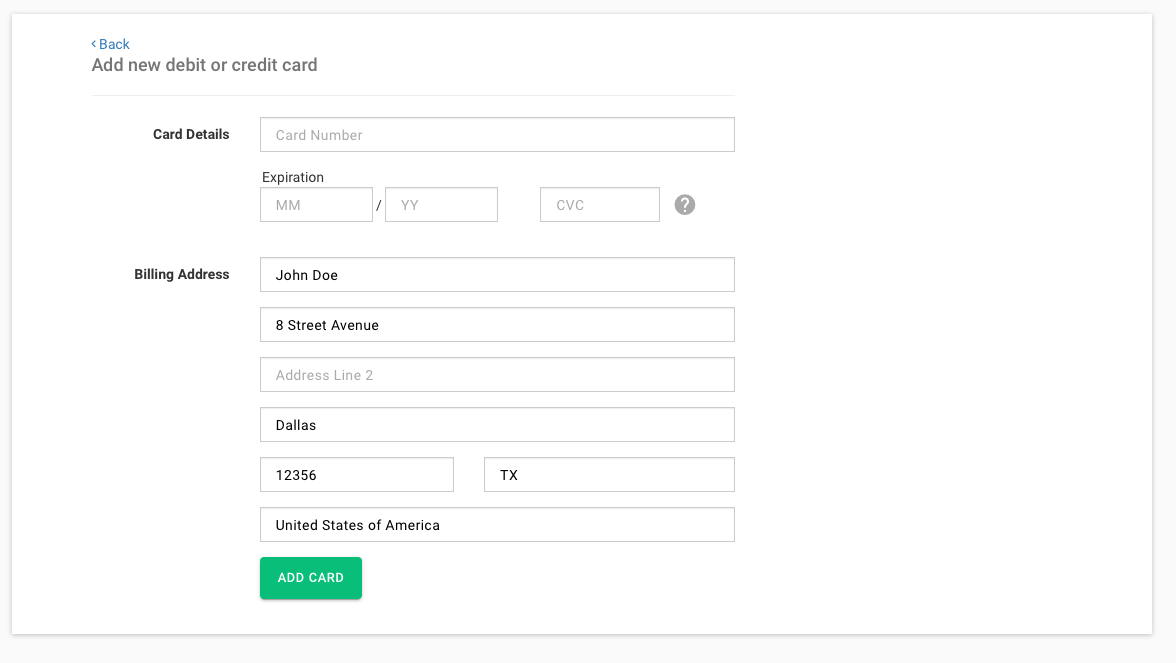 Back
Add new debit or credit card
Card Details
Card Number
Expiration
MM / YY CVC ?
Billing Address
John Doe
8 Street Avenue
Address Line 2
Dallas
12356 TX
United States of America
ADD CARD